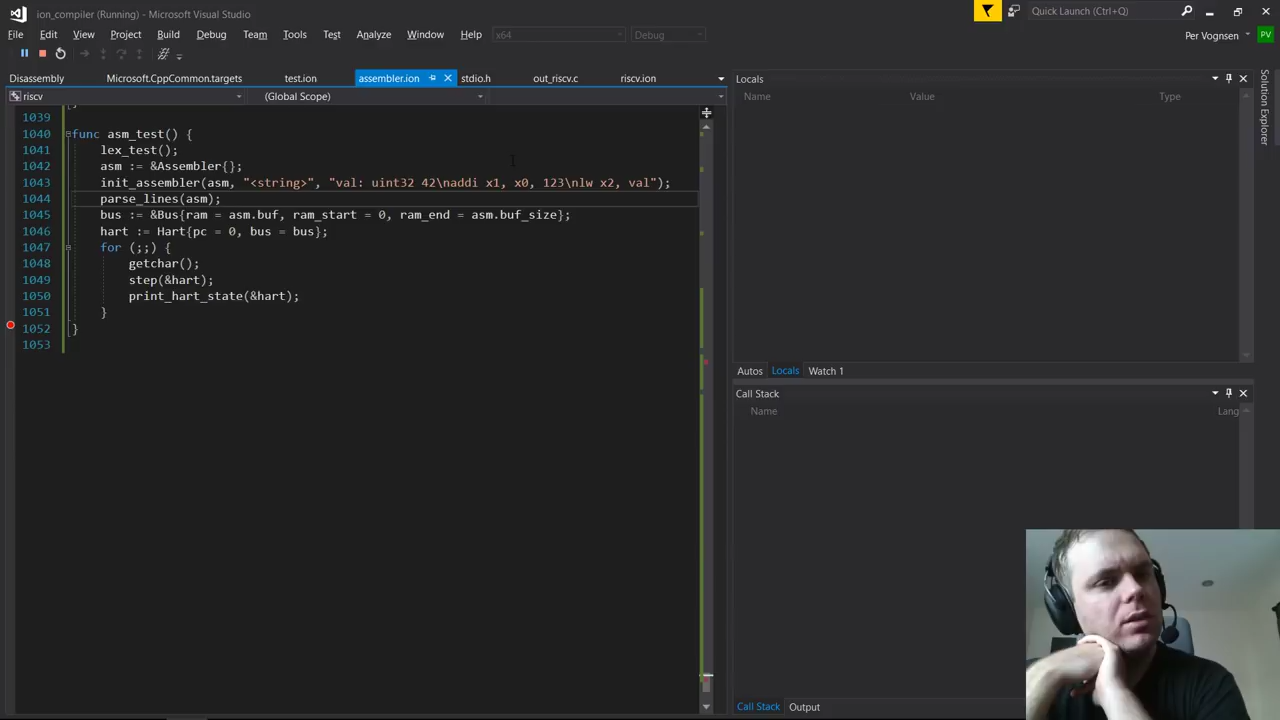 ion_compiler (Running) - Microsoft Visual Studio
Quick Launch (Ctrl+Q)
File Edit View Project Build Debug Team Tools Test Analyze Window Help x64 Debug
Per Vognsen PV
Disassembly Microsoft.CppCommon.targets test.ion assembler.ion stdio.h out_riscv.c riscv.ion
riscv (Global Scope)
1039
1040 func asm_test() {
1041 lex_test();
1042 asm := &Assembler{};
1043 init_assembler(asm, "<string>", "val: uint32 42\naddi x1, x0, 123\nlw x2, val");
1044 parse_lines(asm);
1045 bus := &Bus{ram = asm.buf, ram_start = 0, ram_end = asm.buf_size};
1046 hart := Hart{pc = 0, bus = bus};
1047 for (;;) {
1048 getchar();
1049 step(&hart);
1050 print_hart_state(&hart);
1051 }
1052 }
1053
Locals
Name Value Type
Autos Locals Watch 1
Call Stack
Name Lang
Call Stack Output
Solution Explorer